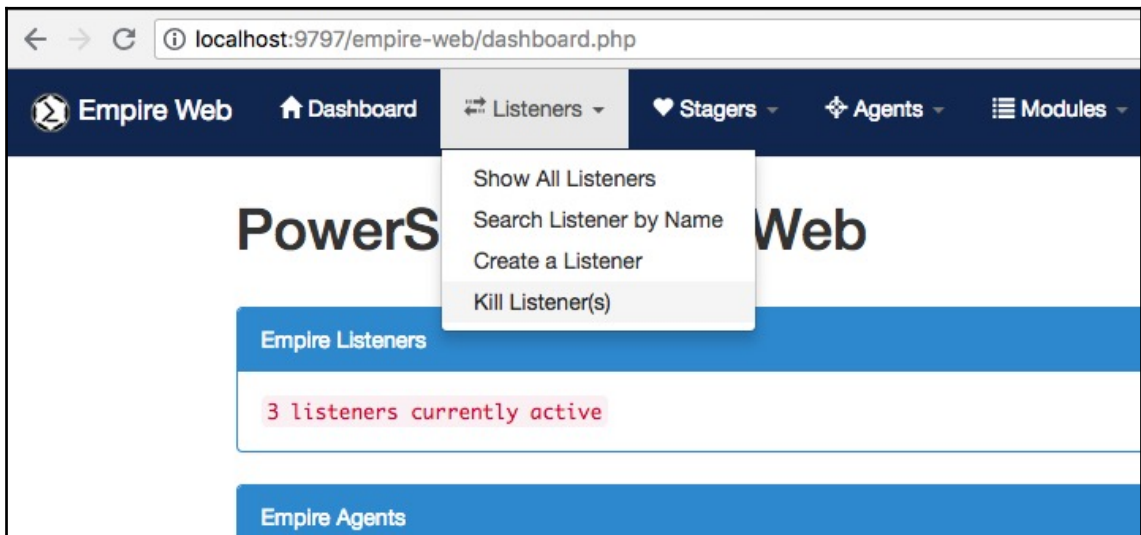 localhost:9797/empire-web/dashboard.php
Empire Web Dashboard Listeners Stagers Agents Modules
Show All Listeners
Search Listener by Name
Create a Listener
Kill Listener(s)
PowerS Web
Empire Listeners
3 listeners currently active
Empire Agents